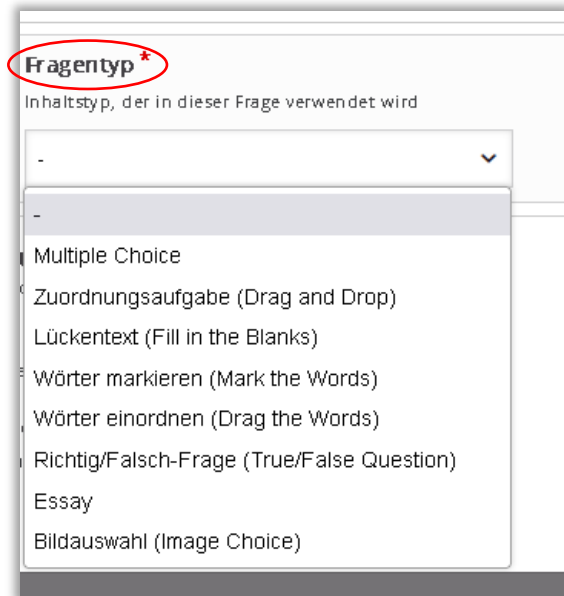 Fragentyp *
Inhaltstyp, der in dieser Frage verwendet wird
-
-
Multiple Choice
Zuordnungsaufgabe (Drag and Drop)
Lückentext (Fill in the Blanks)
Wörter markieren (Mark the Words)
Wörter einordnen (Drag the Words)
Richtig/Falsch-Frage (True/False Question)
Essay
Bildauswahl (Image Choice)